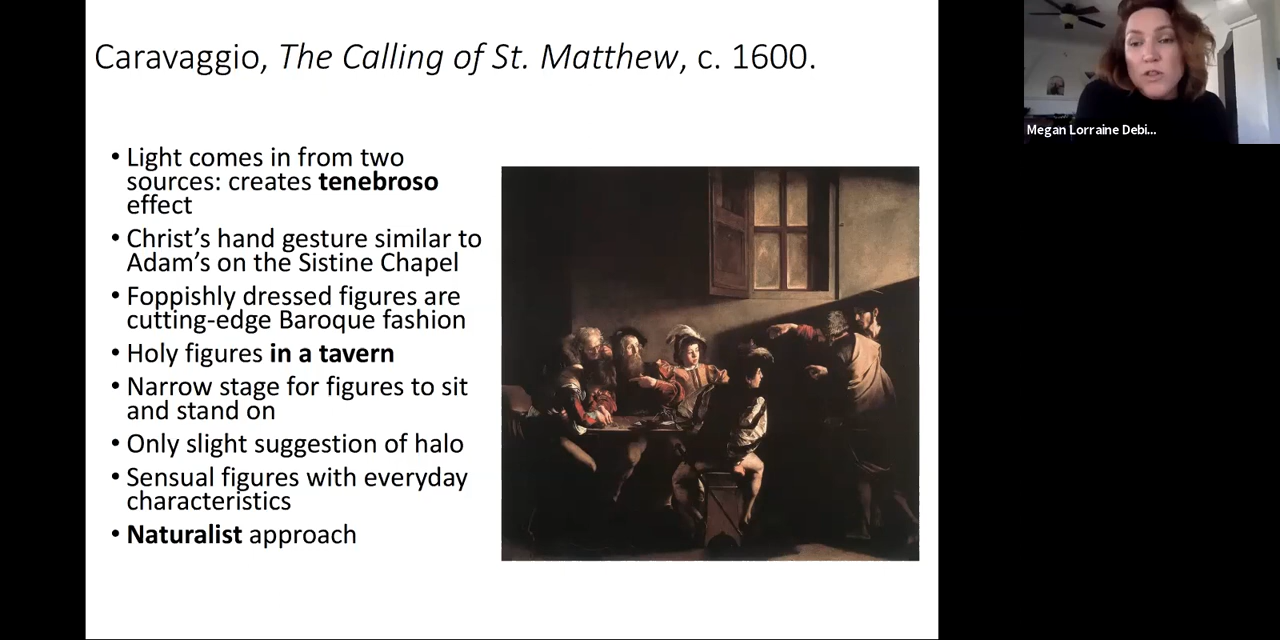 Caravaggio, The Calling of St. Matthew, c. 1600.
• Light comes in from two
sources: creates tenebroso
effect
• Christ’s hand gesture similar to
Adam’s on the Sistine Chapel
• Foppishly dressed figures are
cutting-edge Baroque fashion
• Holy figures in a tavern
• Narrow stage for figures to sit
and stand on
• Only slight suggestion of halo
• Sensual figures with everyday
characteristics
• Naturalist approach
Megan Lorraine Debi...